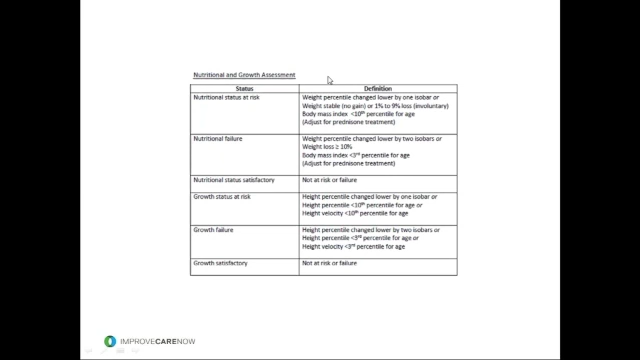 Nutritional and Growth Assessment
Status Definition
Nutritional status at risk Weight percentile changed lower by one isobar or
Weight stable (no gain) or 1% to 9% loss (involuntary)
Body mass index <10th percentile for age
(Adjust for prednisone treatment)
Nutritional failure Weight percentile changed lower by two isobars or
Weight loss ≥ 10%
Body mass index <3rd percentile for age
(Adjust for prednisone treatment)
Nutritional status satisfactory Not at risk or failure
Growth status at risk Height percentile changed lower by one isobar or
Height percentile <10th percentile for age or
Height velocity <10th percentile for age
Growth failure Height percentile changed lower by two isobars or
Height percentile <3rd percentile for age or
Height velocity <3rd percentile for age
Growth satisfactory Not at risk or failure
IMPROVECARENOW